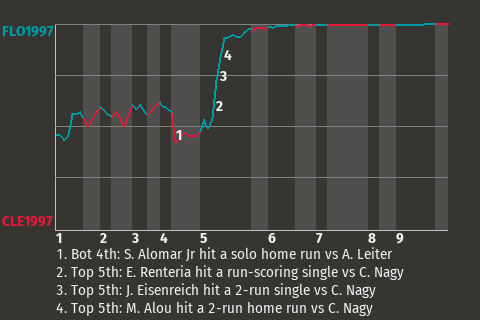 FLO1997
4
3
2
1
CLE1997
1 2 3 4 5 6 7 8 9
1. Bot 4th: S. Alomar Jr hit a solo home run vs A. Leiter
2. Top 5th: E. Renteria hit a run-scoring single vs C. Nagy
3. Top 5th: J. Eisenreich hit a 2-run single vs C. Nagy
4. Top 5th: M. Alou hit a 2-run home run vs C. Nagy